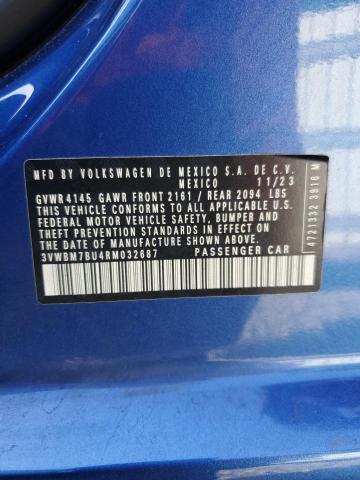 MFD BY VOLKSWAGEN DE MEXICO S.A. DE C.V.
MEXICO 11/23
GVWR 4145 GAWR FRONT 2161 / REAR 2094 LBS
THIS VEHICLE CONFORMS TO ALL APPLICABLE U.S.
FEDERAL MOTOR VEHICLE SAFETY, BUMPER AND
THEFT PREVENTION STANDARDS IN EFFECT ON THE
DATE OF MANUFACTURE SHOWN ABOVE.
3VWBM7BU4RM032687 PASSENGER CAR
4721332 3916 M